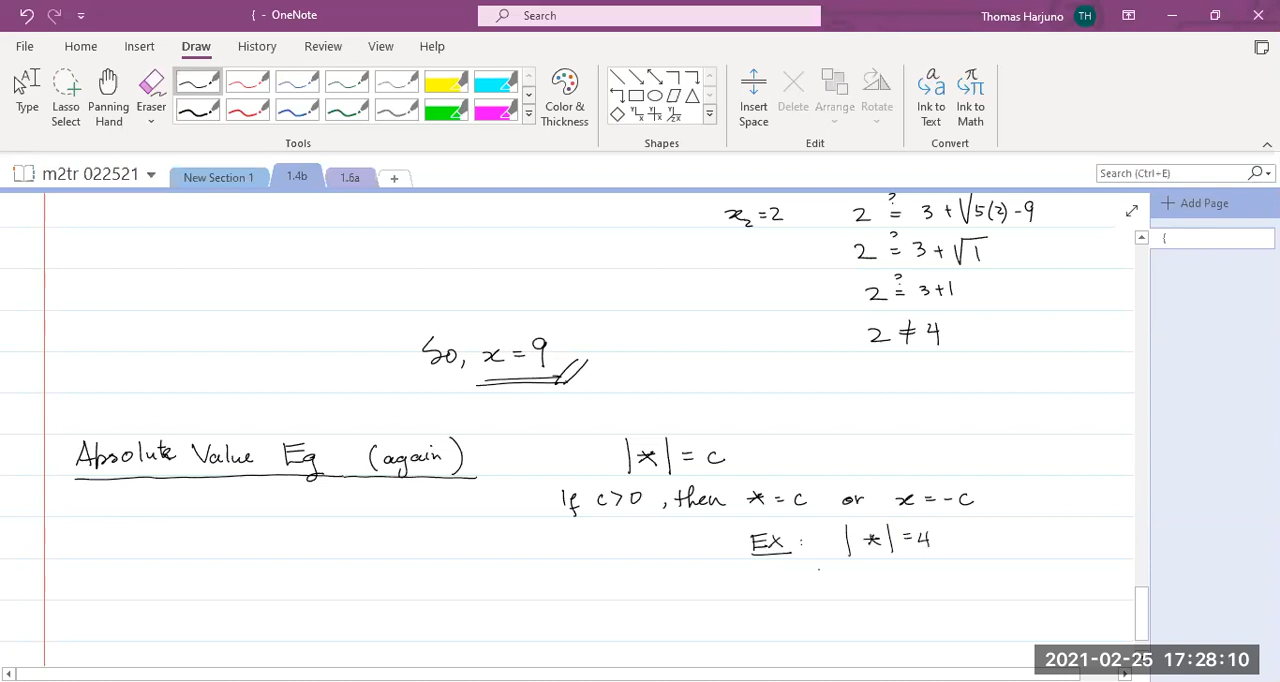 { - OneNote
Search
Thomas Harjuno
TH
File Home Insert Draw History Review View Help
Type
Lasso Select
Panning Hand
Eraser
Color & Thickness
Insert Space
Delete
Arrange
Rotate
Ink to Text
Ink to Math
Tools
Shapes
Edit
Convert
m2tr 022521
New Section 1
1.4b
1.6a
Search (Ctrl+E)
Add Page
{
x₂ = 2
2 ≟ 3 + √5(2) - 9
2 ≟ 3 + √1
2 ≟ 3 + 1
2 ≠ 4
So, x = 9
Absolute Value Eq (again)
|*| = c
If c > 0, then * = c or x = -c
EX: |*| = 4
2021-02-25 17:28:10